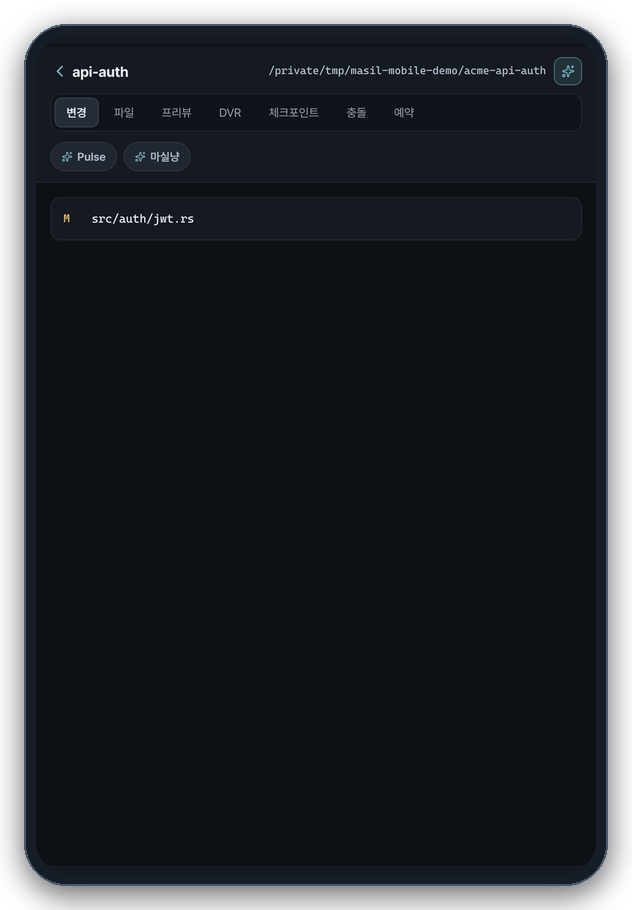 api-auth /private/tmp/masil-mobile-demo/acme-api-auth
변경 파일 프리뷰 DVR 체크포인트 충돌 예약
Pulse 마실냥
M src/auth/jwt.rs